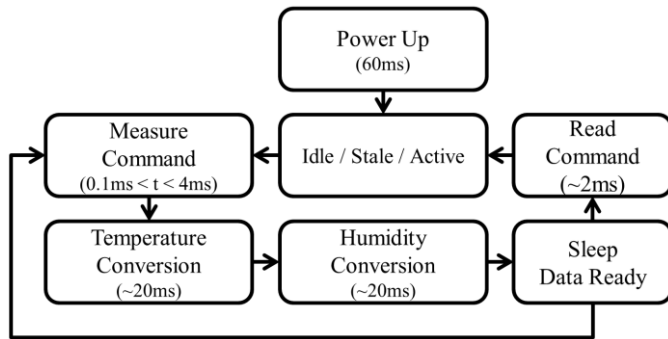 Power Up
(60ms)
Measure
Command
(0.1ms < t < 4ms)
Idle / Stale / Active
Read
Command
(~2ms)
Temperature
Conversion
(~20ms)
Humidity
Conversion
(~20ms)
Sleep
Data Ready